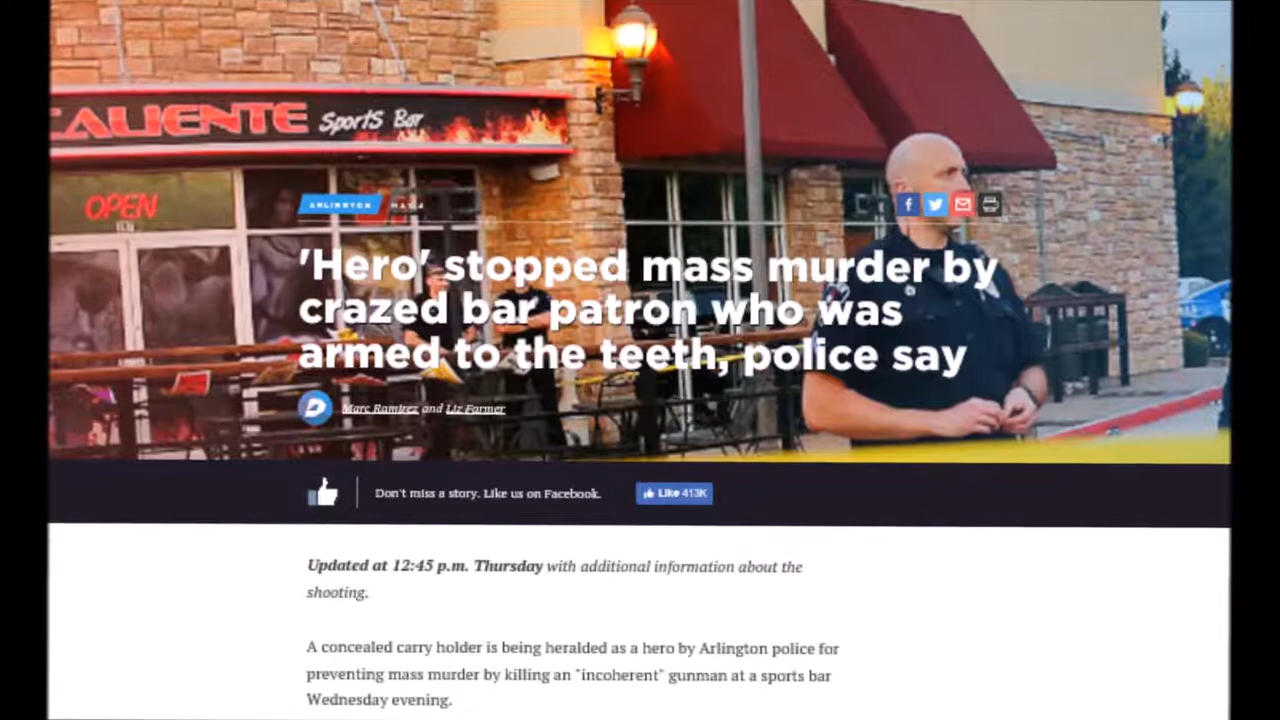 CALIENTE Sports Bar
OPEN
ARLINGTON
'Hero' stopped mass murder by
crazed bar patron who was
armed to the teeth, police say
Marc Ramirez and Liz Farmer
Don't miss a story. Like us on Facebook.
Like 413K
Updated at 12:45 p.m. Thursday with additional information about the
shooting.
A concealed carry holder is being heralded as a hero by Arlington police for
preventing mass murder by killing an "incoherent" gunman at a sports bar
Wednesday evening.